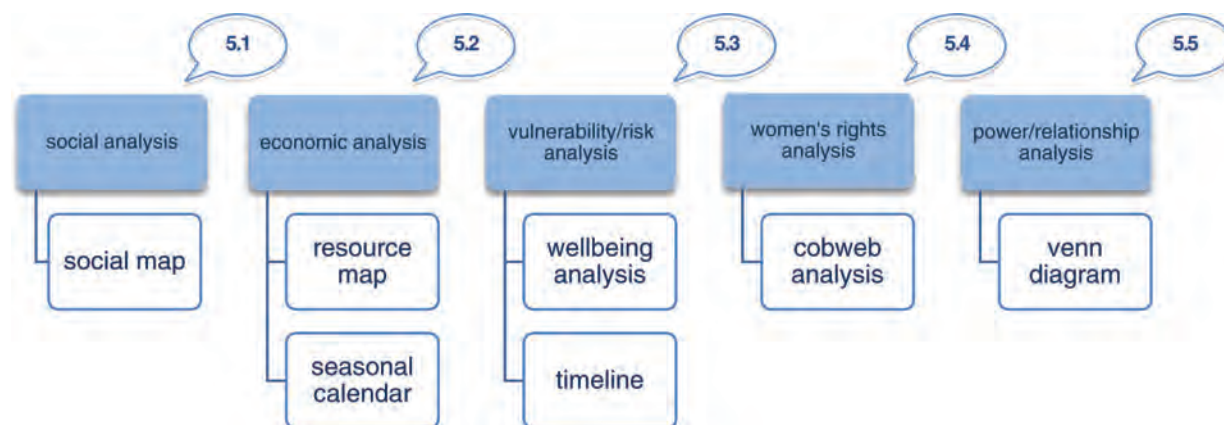 5.1
5.2
5.3
5.4
5.5
social analysis
economic analysis
vulnerability/risk
analysis
women's rights
analysis
power/relationship
analysis
social map
resource
map
wellbeing
analysis
cobweb
analysis
venn
diagram
seasonal
calendar
timeline